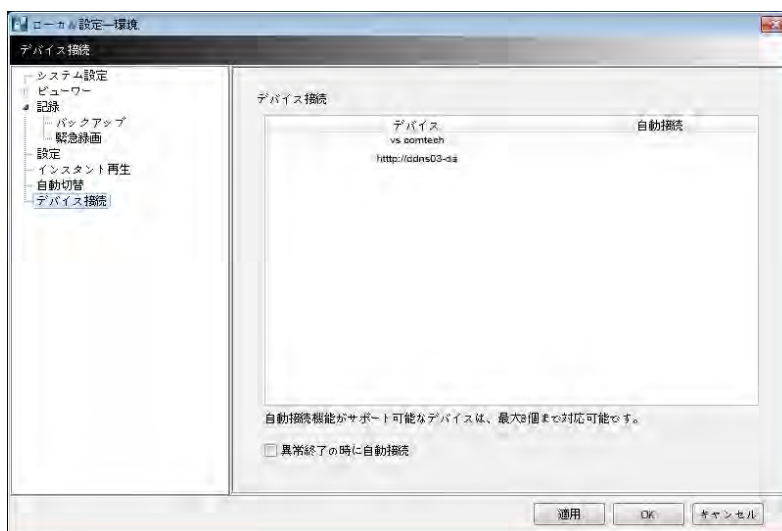 ローカル設定ー環境
デバイス接続
システム設定
ビューワー
記録
バックアップ
緊急録画
設定
インスタント再生
自動切替
デバイス接続
デバイス接続
デバイス 自動接続
vs comtech
htttp://ddns03-da
自動接続機能がサポート可能なデバイスは、最大8個まで対応可能です。
異常終了の時に自動接続
適用 OK キャンセル